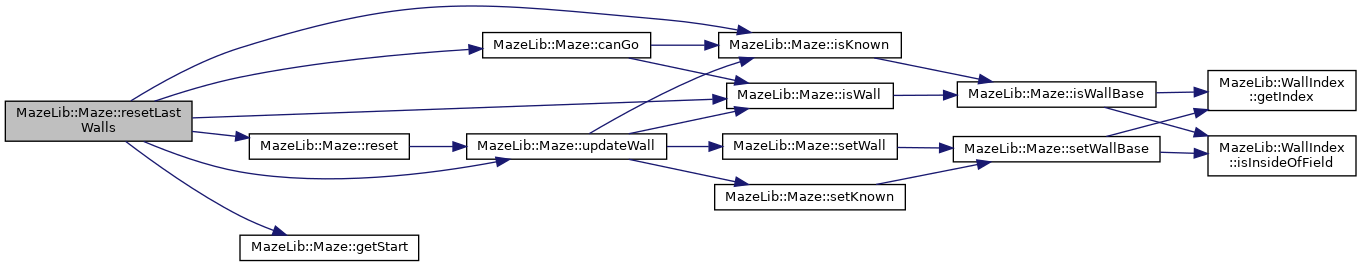 MazeLib::Maze::resetLast
Walls
MazeLib::Maze::canGo
MazeLib::Maze::isKnown
MazeLib::Maze::isWall
MazeLib::Maze::reset
MazeLib::Maze::updateWall
MazeLib::Maze::setWall
MazeLib::Maze::setKnown
MazeLib::Maze::getStart
MazeLib::Maze::isWallBase
MazeLib::Maze::setWallBase
MazeLib::WallIndex
::getIndex
MazeLib::WallIndex
::isInsideOfField